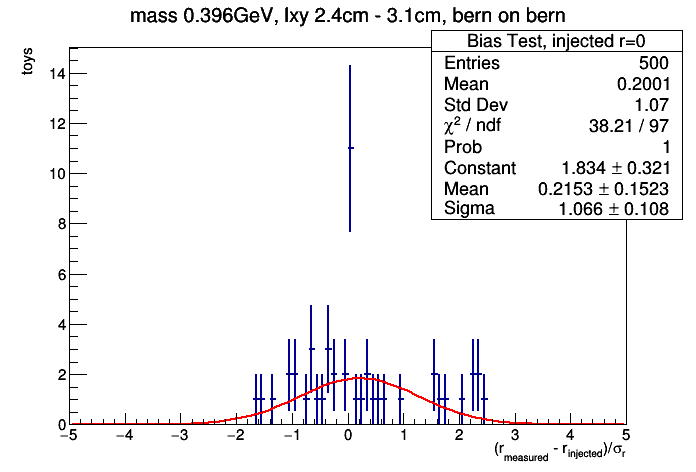 mass 0.396GeV, lxy 2.4cm - 3.1cm, bern on bern
Bias Test, injected r=0
Entries 500
Mean 0.2001
Std Dev 1.07
χ² / ndf 38.21 / 97
Prob 1
Constant 1.834 ± 0.321
Mean 0.2153 ± 0.1523
Sigma 1.066 ± 0.108
toys
14
12
10
8
6
4
2
0
−5 −4 −3 −2 −1 0 1 2 3 4 5
(r_measured - r_injected)/σ_r